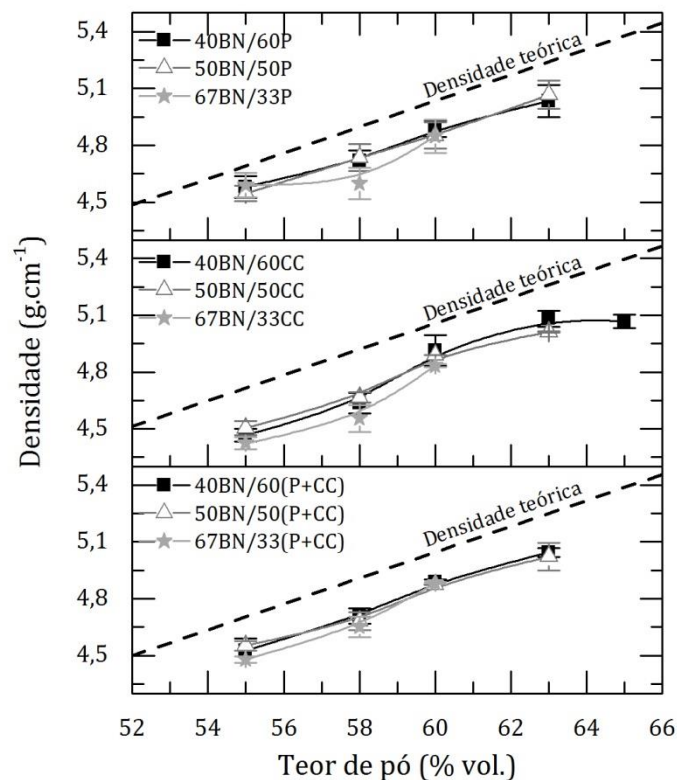 5,4
5,1
4,8
4,5
40BN/60P
50BN/50P
67BN/33P
Densidade teórica
5,4
5,1
4,8
4,5
40BN/60CC
50BN/50CC
67BN/33CC
Densidade teórica
5,4
5,1
4,8
4,5
40BN/60(P+CC)
50BN/50(P+CC)
67BN/33(P+CC)
Densidade teórica
Densidade (g.cm-1)
52 54 56 58 60 62 64 66
Teor de pó (% vol.)